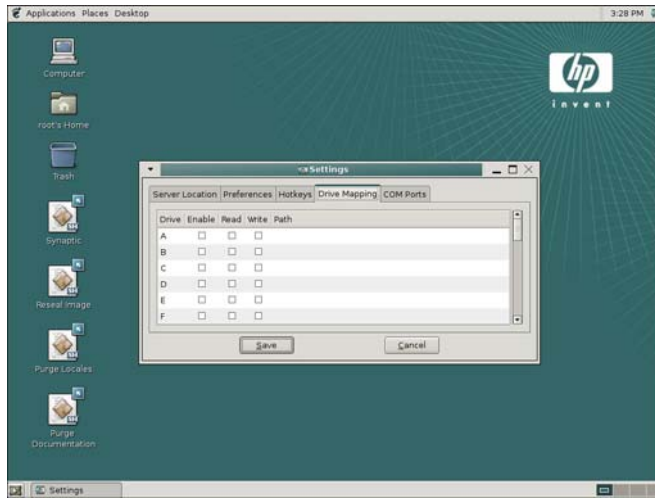 Applications Places Desktop
3:28 PM
Computer
root's Home
Trash
Synaptic
Reseal image
Purge Locales
Purge
Documentation
hp
invent
Settings
Server Location Preferences Hotkeys Drive Mapping COM Ports
Drive Enable Read Write Path
A
B
C
D
E
F
Save Cancel
Settings